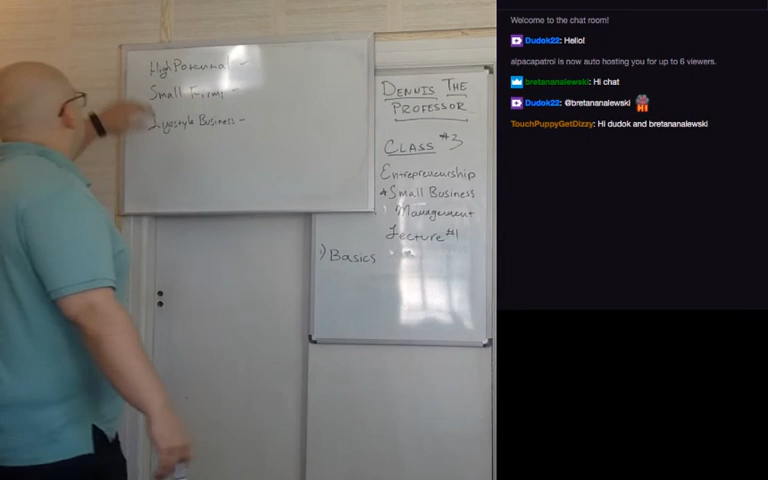 High Potential -
Small Firms -
Lifestyle Business -
DENNIS THE
PROFESSOR
CLASS #3
Entrepreneurship
*Small Business
Management
Lecture #1
1) Basics
Welcome to the chat room!
Dudok22: Hello!
alpacapatrol is now auto hosting you for up to 6 viewers.
bretananalewski: Hi chat
Dudok22: @bretananalewski HI
TouchPuppyGetDizzy: Hi dudok and bretananalewski